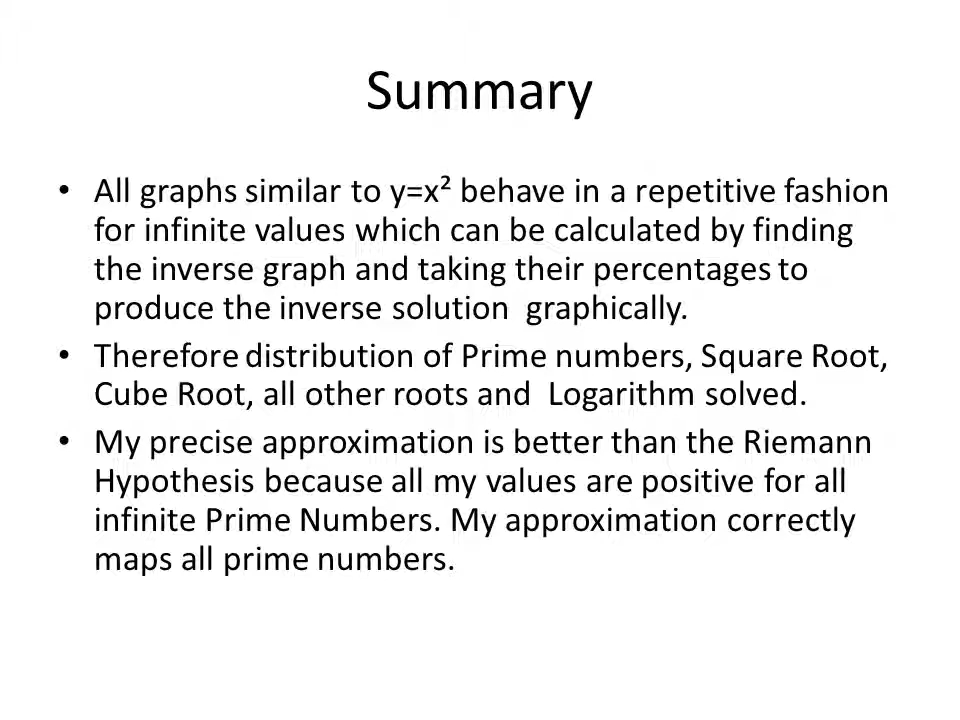 Summary
• All graphs similar to y=x² behave in a repetitive fashion
for infinite values which can be calculated by finding
the inverse graph and taking their percentages to
produce the inverse solution  graphically.
• Therefore distribution of Prime numbers, Square Root,
Cube Root, all other roots and  Logarithm solved.
• My precise approximation is better than the Riemann
Hypothesis because all my values are positive for all
infinite Prime Numbers. My approximation correctly
maps all prime numbers.